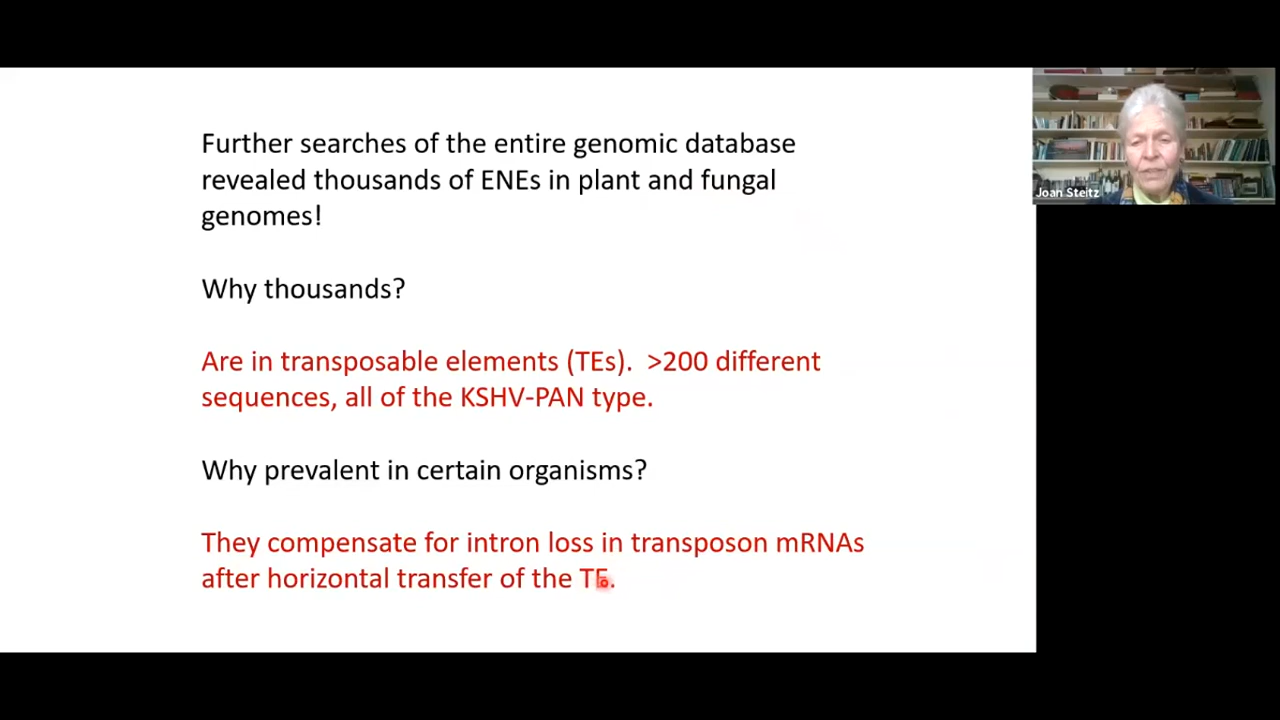 Further searches of the entire genomic database
revealed thousands of ENEs in plant and fungal
genomes!
Why thousands?
Are in transposable elements (TEs).  >200 different
sequences, all of the KSHV-PAN type.
Why prevalent in certain organisms?
They compensate for intron loss in transposon mRNAs
after horizontal transfer of the TE.
Joan Steitz